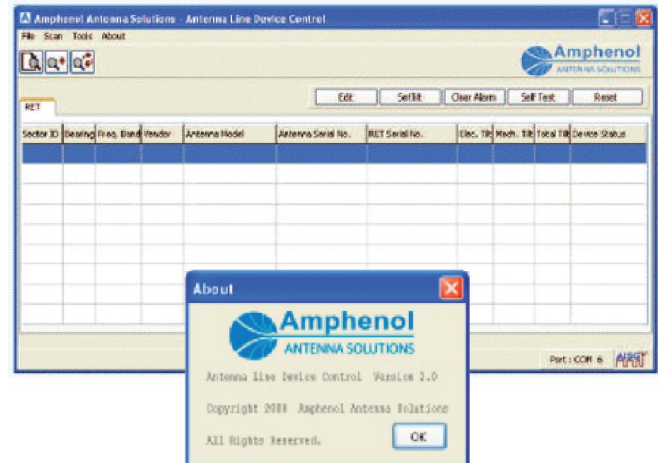 Amphenol Antenna Solutions - Antenna Line Device Control
File Scan Tools About
Amphenol
ANTENNA SOLUTIONS
Edit SetTilt Clear Alarm Self Test Reset
RET
Sector ID Bearing Freq. Band Vendor Antenna Model Antenna Serial No. RET Serial No. Elec. Tilt Mech. Tilt Total Tilt Device Status
About
Amphenol
ANTENNA SOLUTIONS
Antenna Line Device Control Version 2.0
Copyright Amphenol Antenna Solutions
All Rights Reserved.
OK
Port : COM 6 AISG